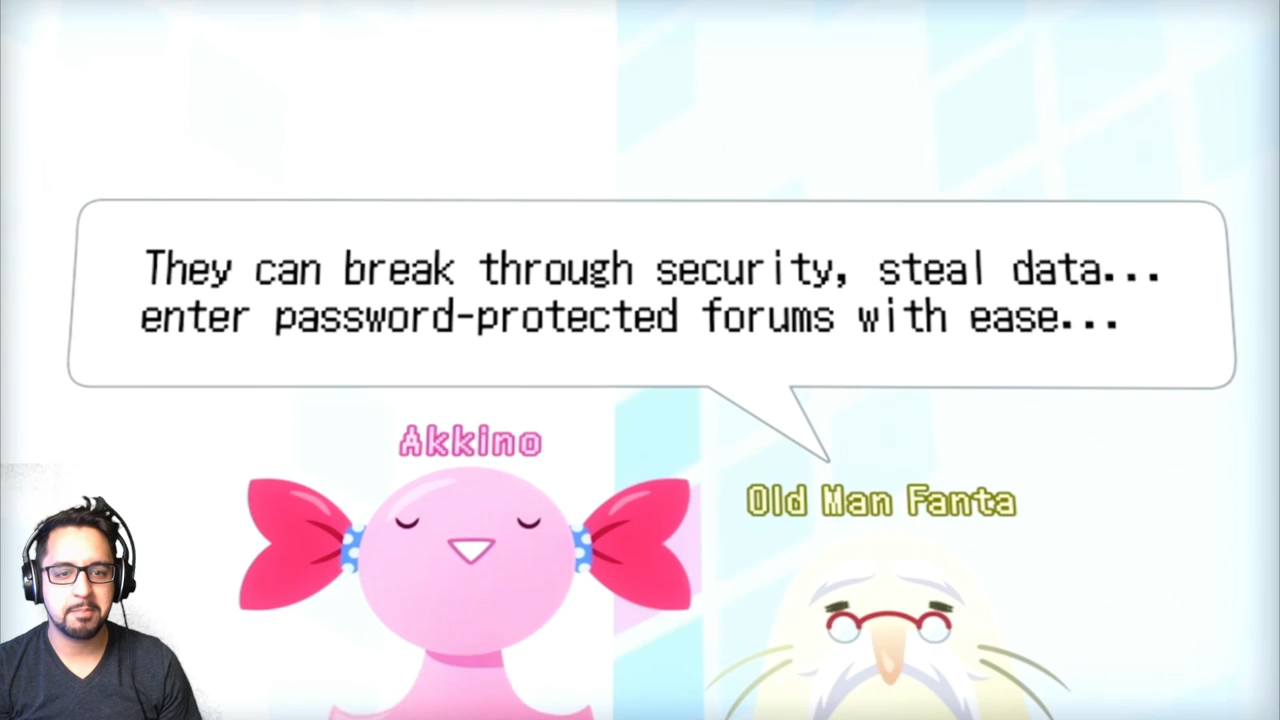 They can break through security, steal data...
enter password-protected forums with ease...
Akkino
Old Man Fanta